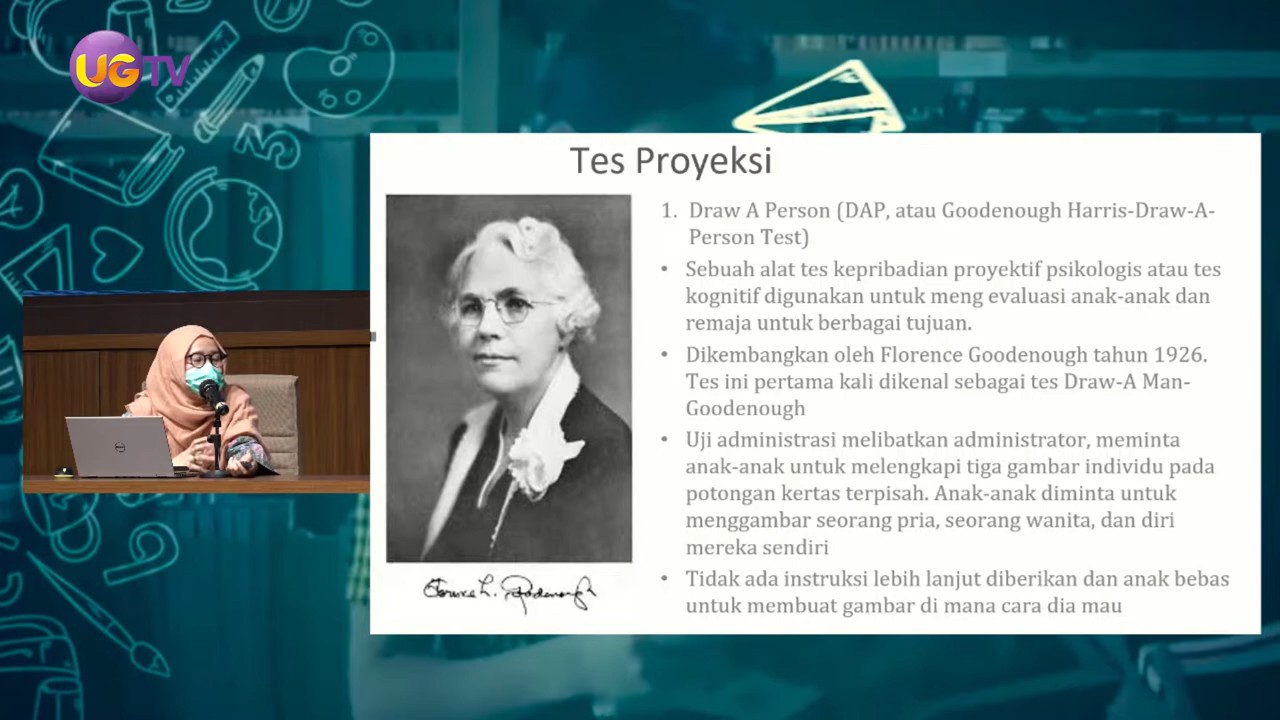 UGTV
Tes Proyeksi
1. Draw A Person (DAP, atau Goodenough Harris-Draw-A-
Person Test)
• Sebuah alat tes kepribadian proyektif psikologis atau tes
kognitif digunakan untuk meng evaluasi anak-anak dan
remaja untuk berbagai tujuan.
• Dikembangkan oleh Florence Goodenough tahun 1926.
Tes ini pertama kali dikenal sebagai tes Draw-A Man-
Goodenough
• Uji administrasi melibatkan administrator, meminta
anak-anak untuk melengkapi tiga gambar individu pada
potongan kertas terpisah. Anak-anak diminta untuk
menggambar seorang pria, seorang wanita, dan diri
mereka sendiri
• Tidak ada instruksi lebih lanjut diberikan dan anak bebas
untuk membuat gambar di mana cara dia mau
Florence L. Goodenough